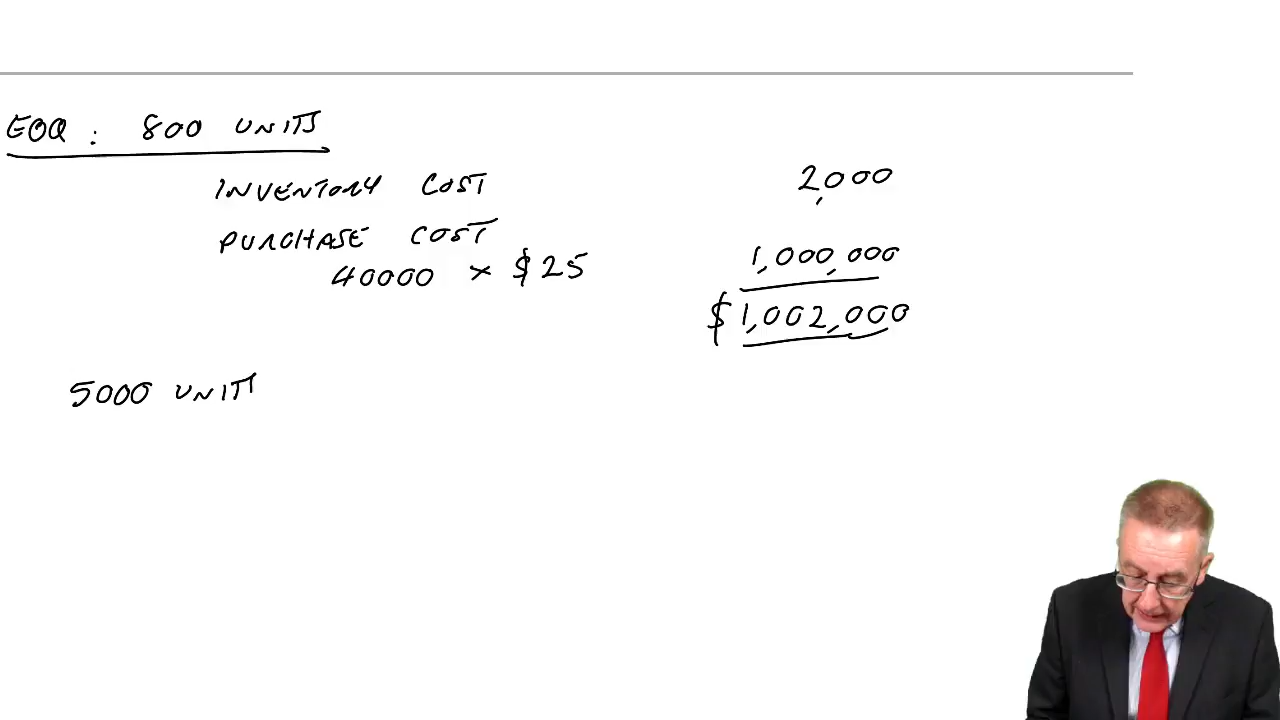 EOQ : 800 UNITS
INVENTORY COST 2,000
PURCHASE COST
40000 × $25 1,000,000
$1,002,000
5000 UNITS